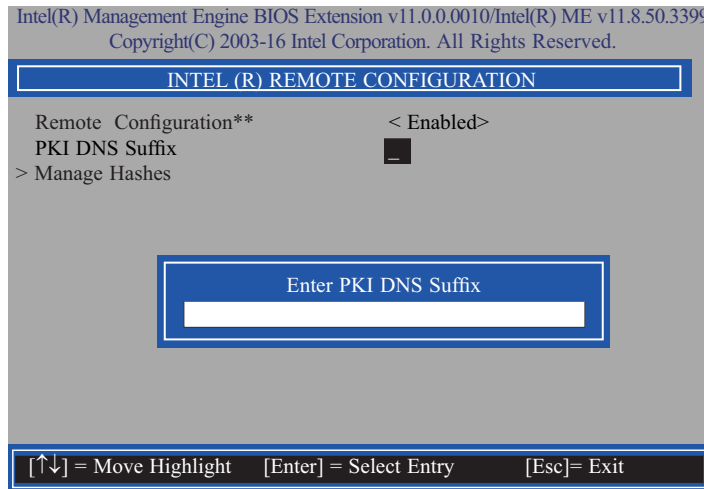 Intel(R) Management Engine BIOS Extension v11.0.0.0010/Intel(R) ME v11.8.50.3399
Copyright(C) 2003-16 Intel Corporation. All Rights Reserved.
INTEL (R) REMOTE CONFIGURATION
Remote Configuration** < Enabled>
PKI DNS Suffix _
> Manage Hashes
Enter PKI DNS Suffix
[↑↓] = Move Highlight [Enter] = Select Entry [Esc]= Exit